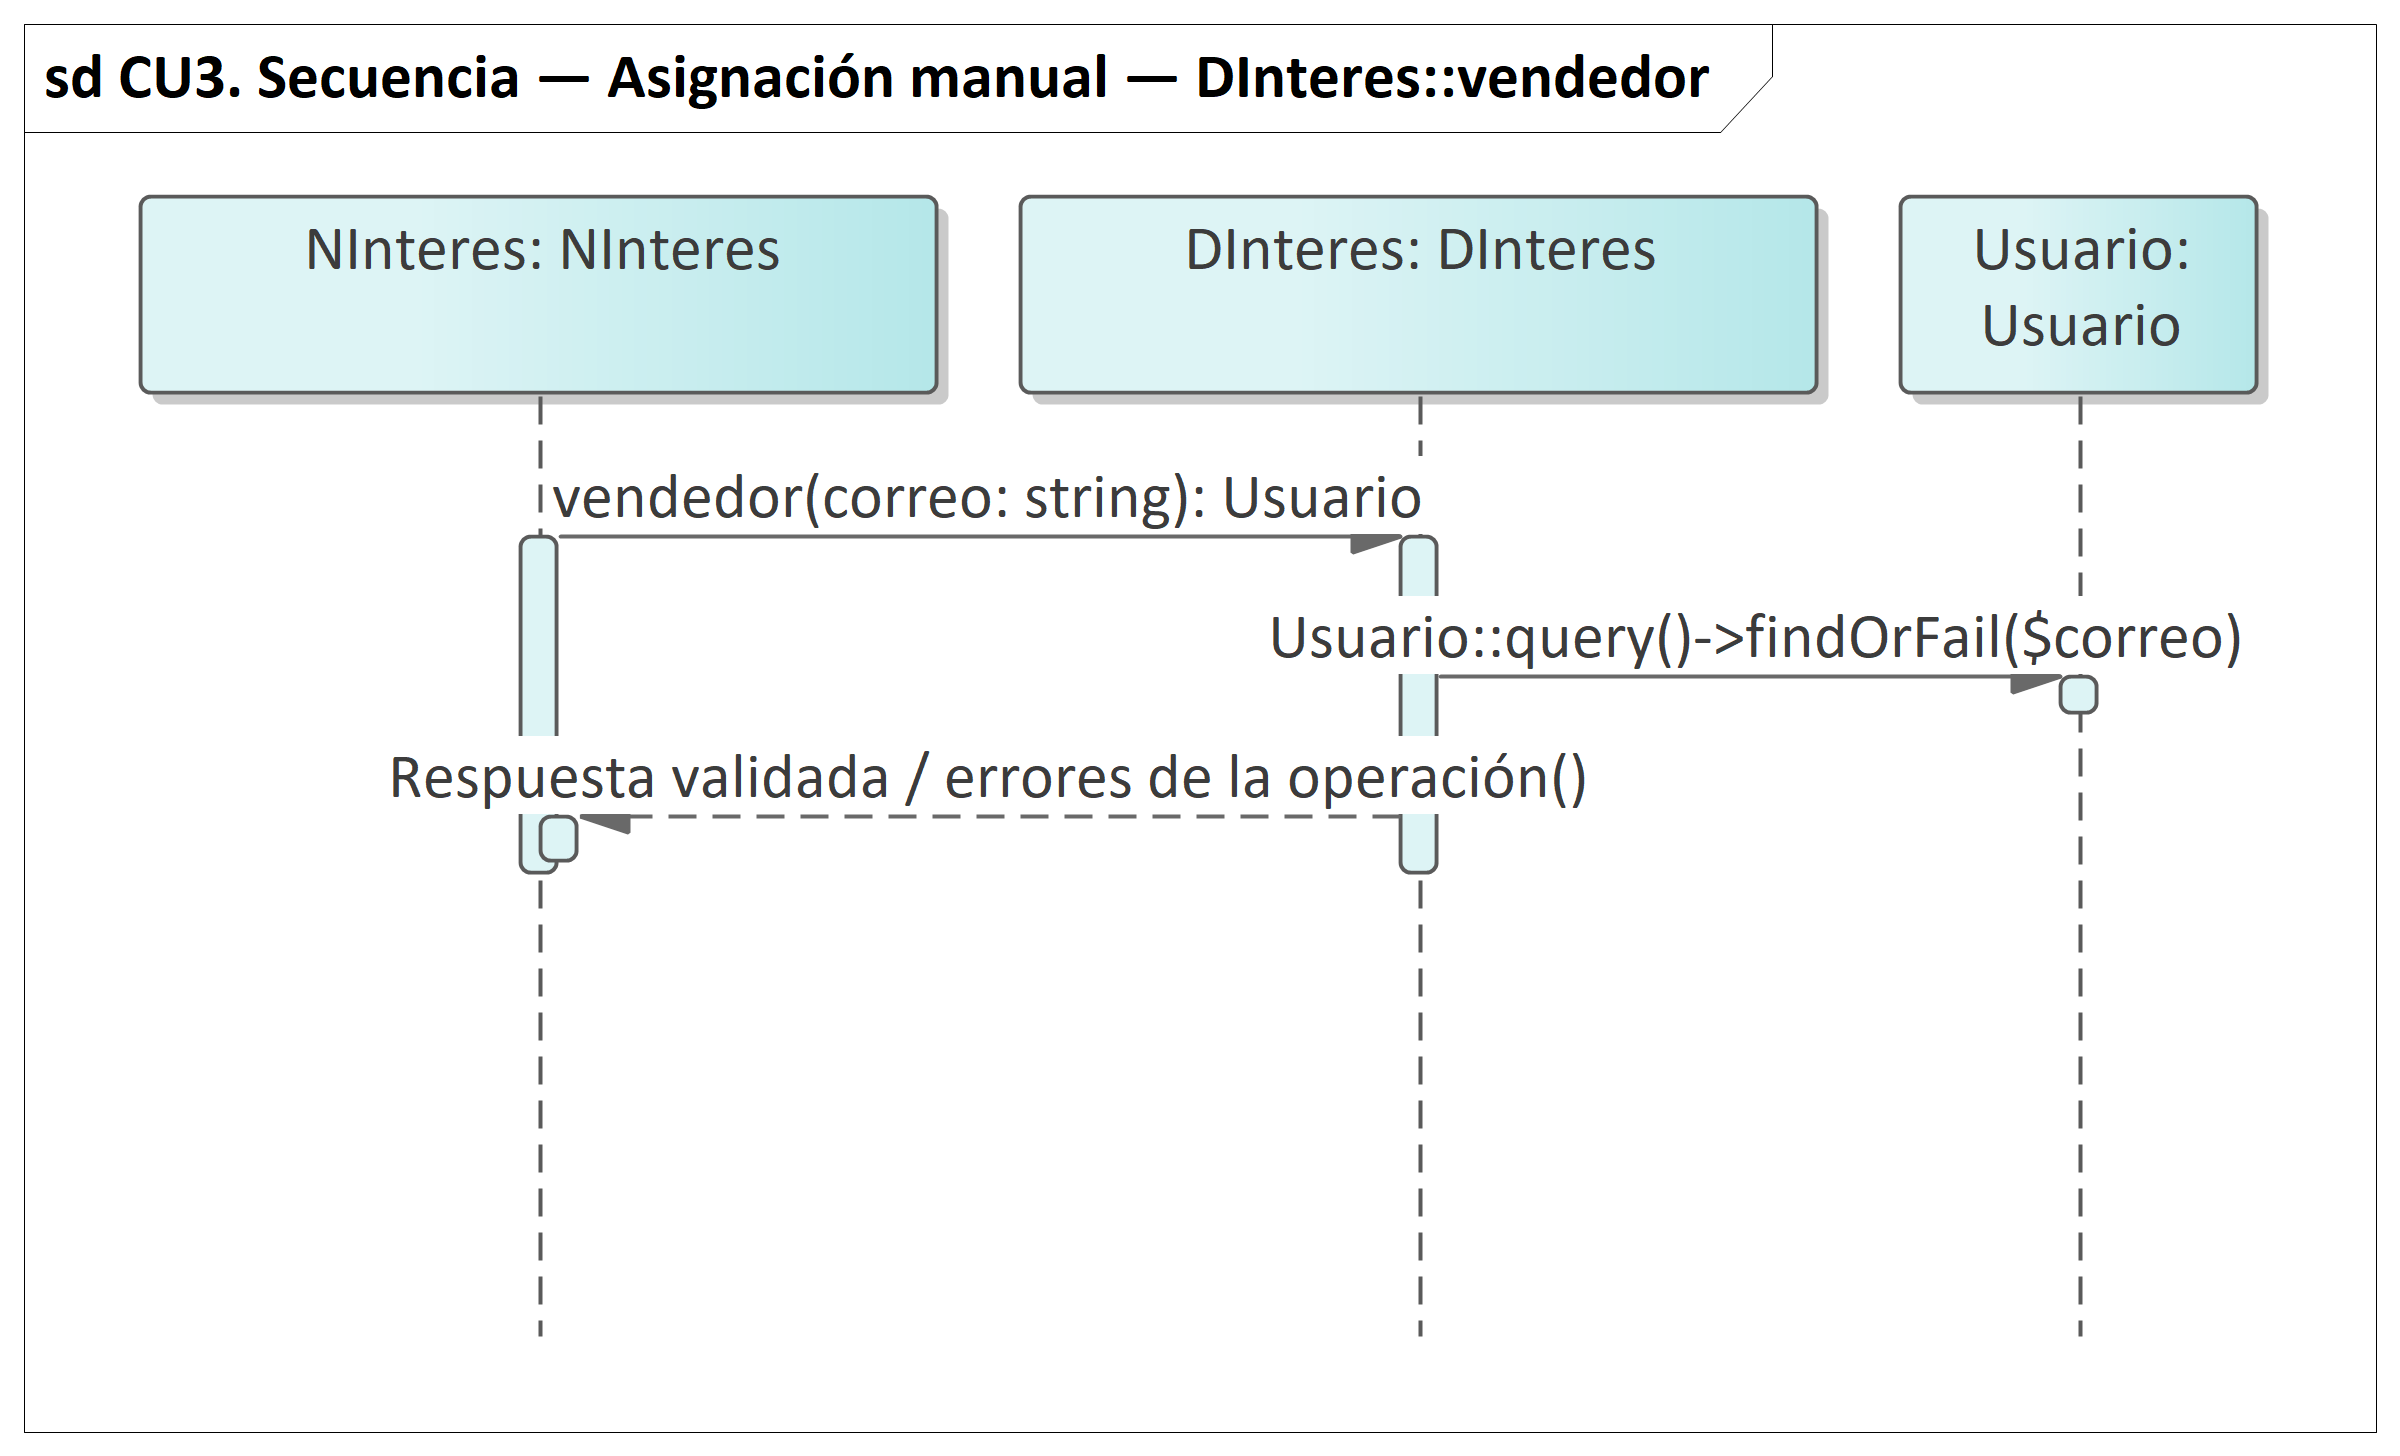 sd CU3. Secuencia — Asignación manual — DInteres::vendedor
NInteres: NInteres
DInteres: DInteres
Usuario:
Usuario
vendedor(correo: string): Usuario
Usuario::query()->findOrFail($correo)
Respuesta validada / errores de la operación()